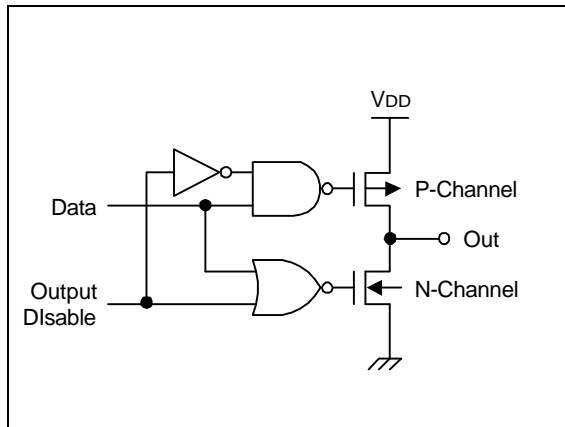 VDD
P-Channel
Data
Out
Output
DIsable
N-Channel